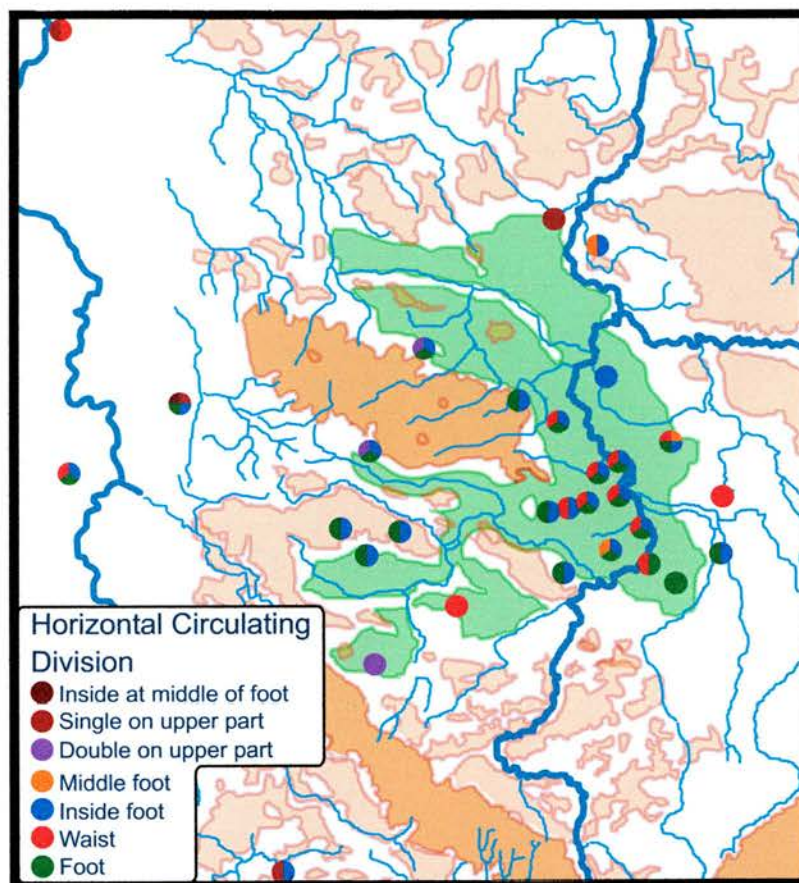 Horizontal Circulating
Division
Inside at middle of foot
Single on upper part
Double on upper part
Middle foot
Inside foot
Waist
Foot